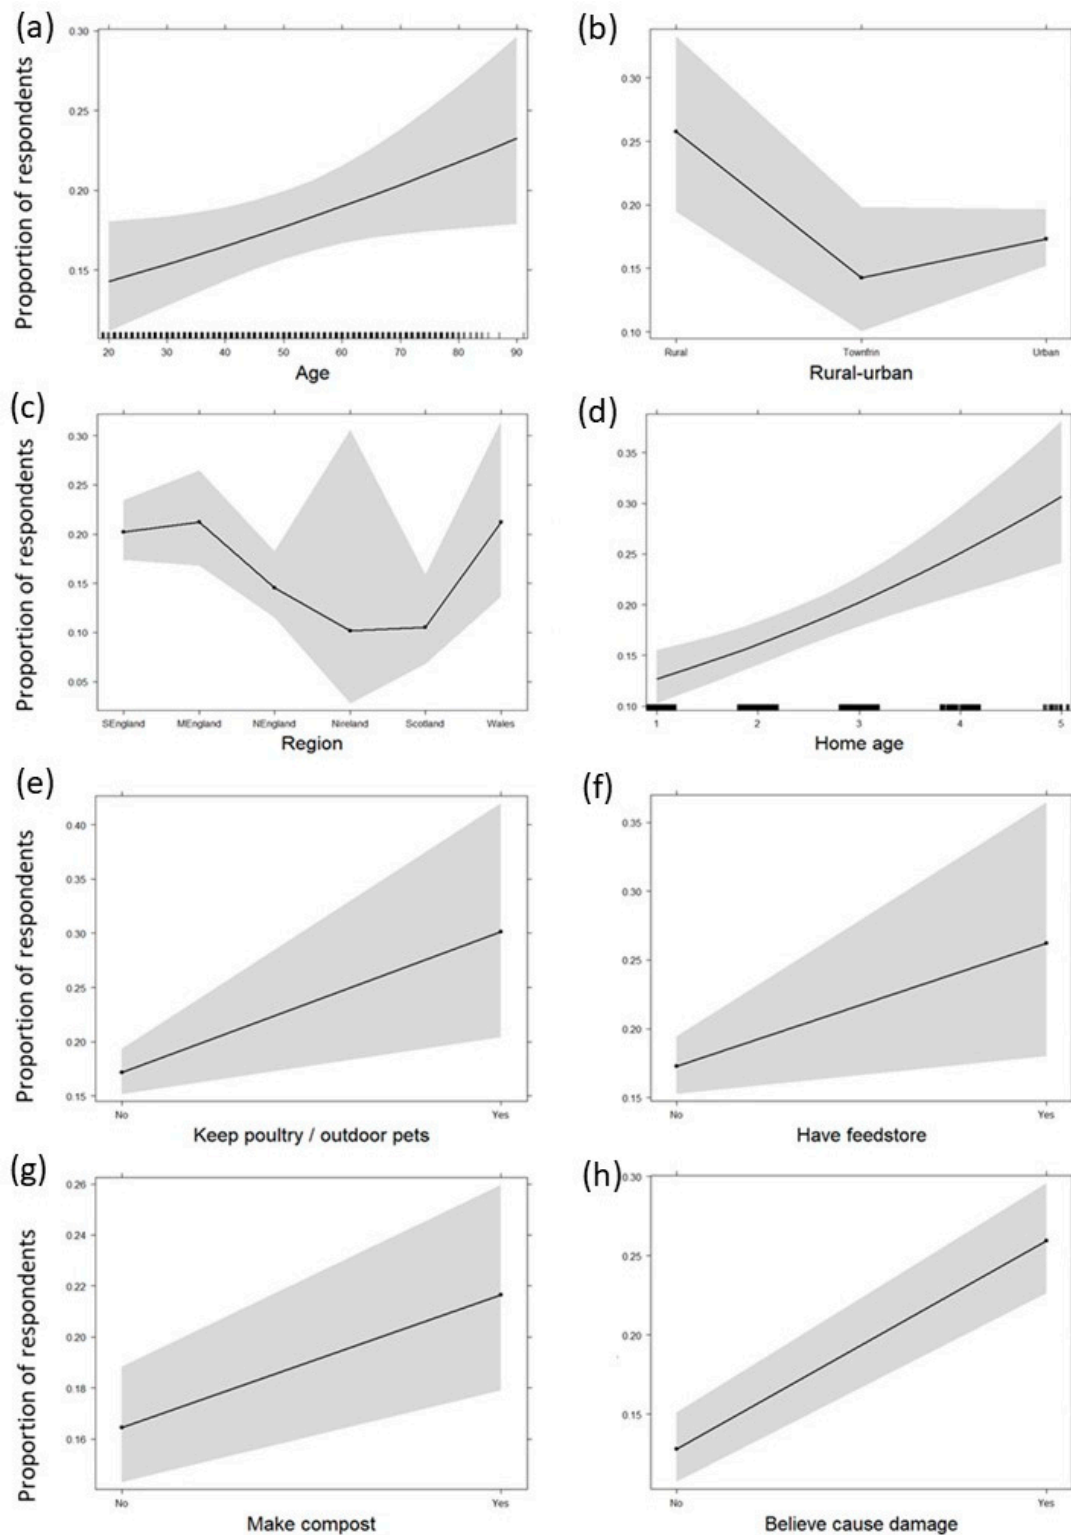 (a)
Proportion of respondents
0.30
0.25
0.20
0.15
20 30 40 50 60 70 80 90
Age
(b)
0.30
0.25
0.20
0.15
0.10
Rural Townfrin Urban
Rural-urban
(c)
Proportion of respondents
0.30
0.25
0.20
0.15
0.10
0.05
SEngland MEngland NEngland NIreland Scotland Wales
Region
(d)
0.35
0.30
0.25
0.20
0.15
0.10
1 2 3 4 5
Home age
(e)
Proportion of respondents
0.40
0.35
0.30
0.25
0.20
0.15
No Yes
Keep poultry / outdoor pets
(f)
0.35
0.30
0.25
0.20
0.15
No Yes
Have feedstore
(g)
Proportion of respondents
0.26
0.24
0.22
0.20
0.18
0.16
No Yes
Make compost
(h)
0.30
0.25
0.20
0.15
No Yes
Believe cause damage